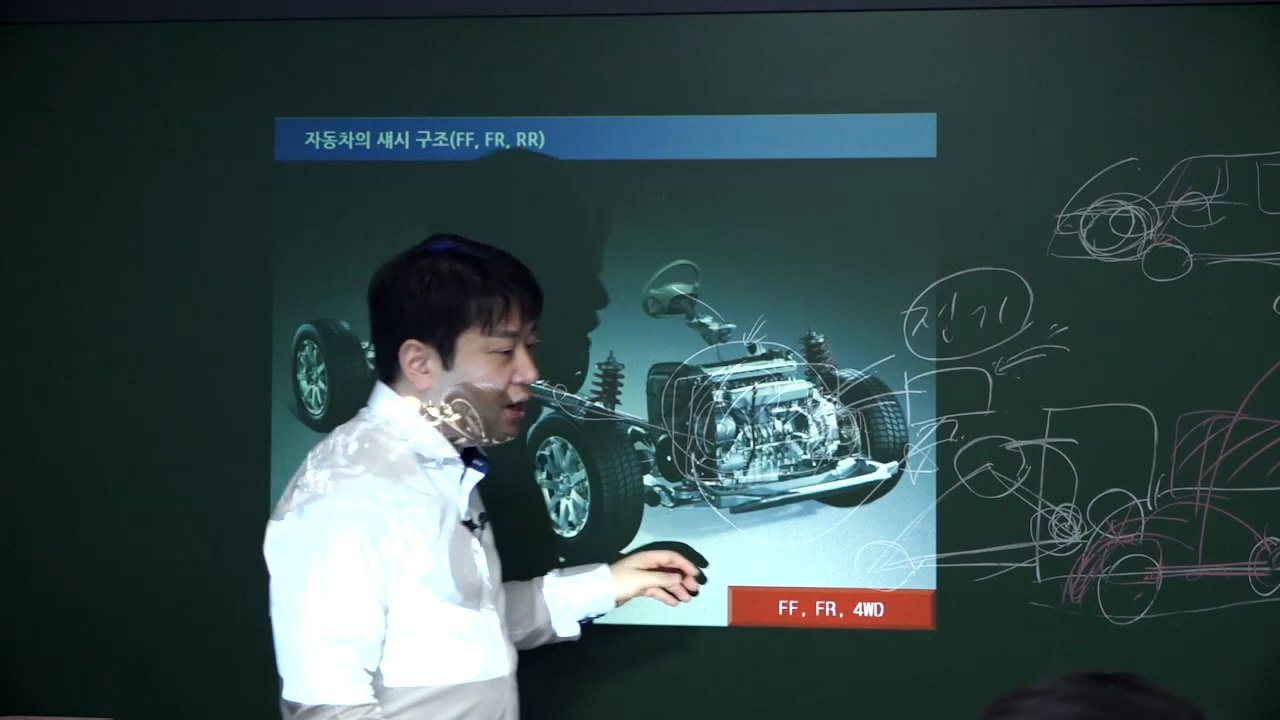 자동차의 섀시 구조(FF, FR, RR)
전기
FF, FR, 4WD